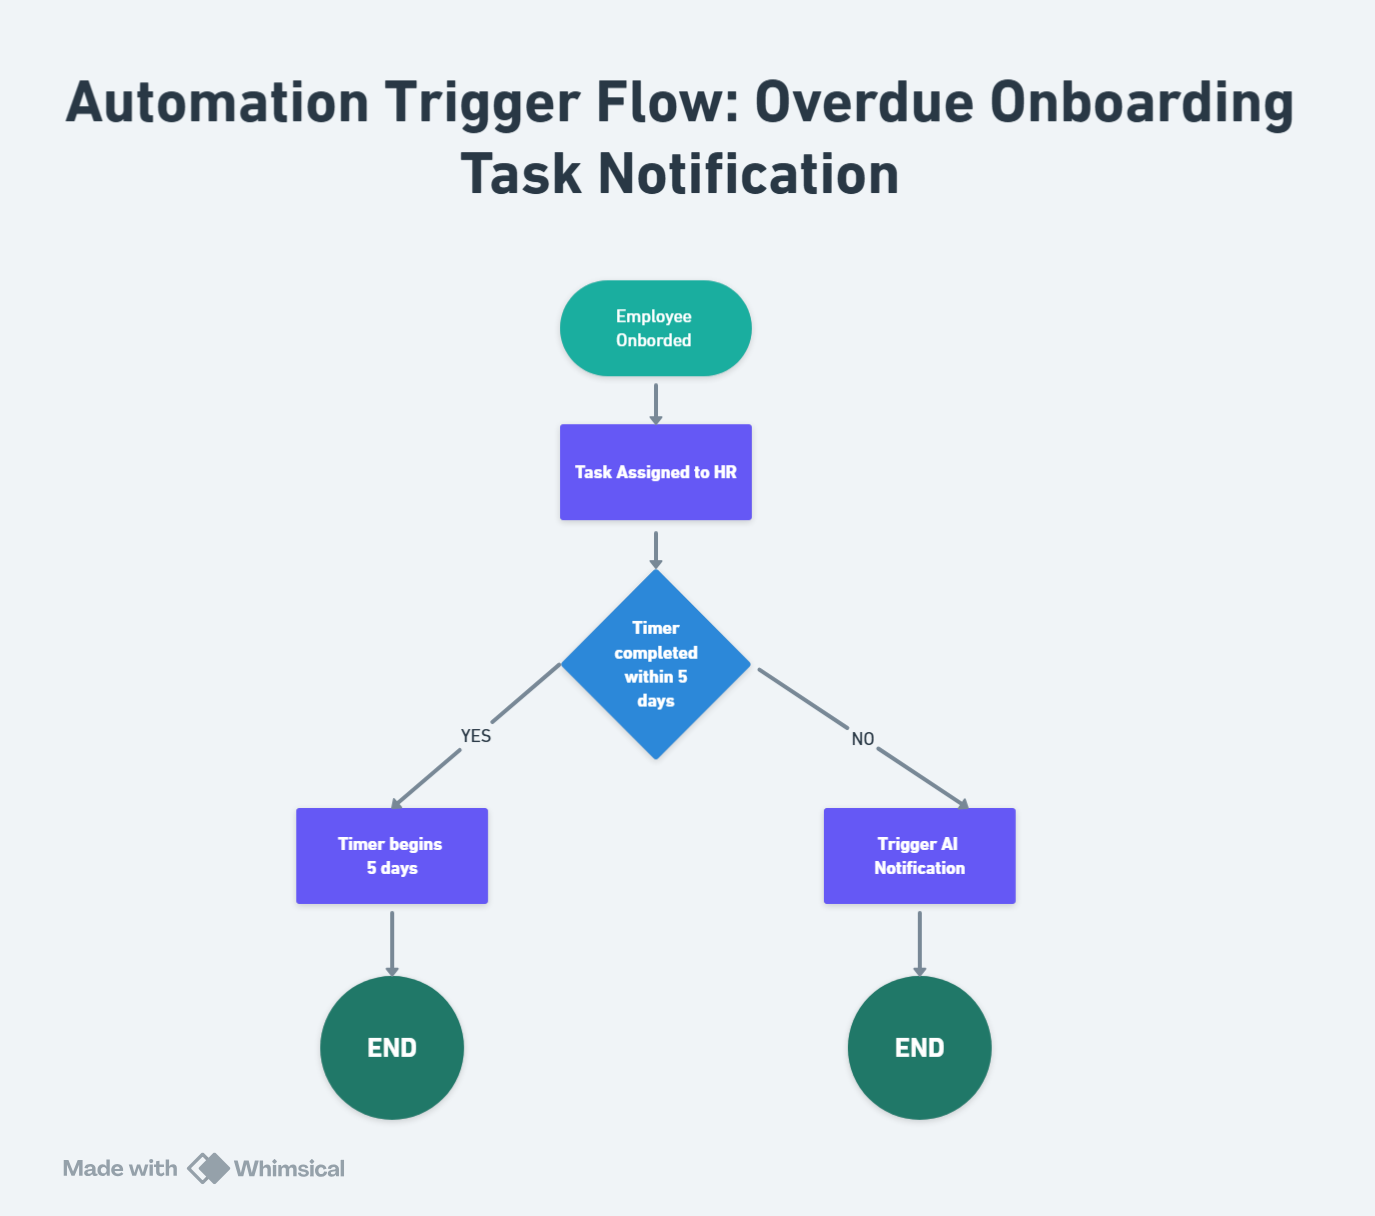 Automation Trigger Flow: Overdue Onboarding
Task Notification
Employee
Onborded
Task Assigned to HR
Timer
completed
within 5
days
YES
NO
Timer begins
5 days
Trigger AI
Notification
END
END
Made with Whimsical